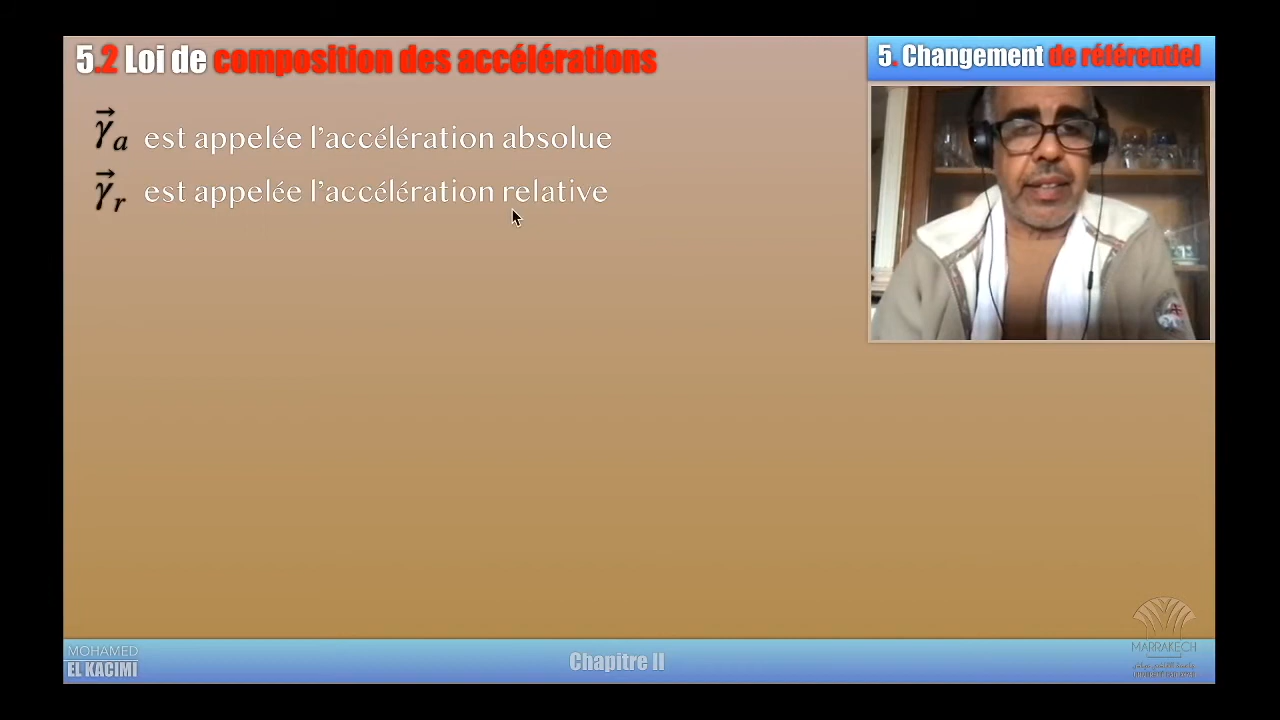 5.2 Loi de composition des accélérations
5. Changement de référentiel
γ⃗ₐ est appelée l’accélération absolue
γ⃗ᵣ est appelée l’accélération relative
MOHAMED
EL KACIMI
Chapitre II
MARRAKECH